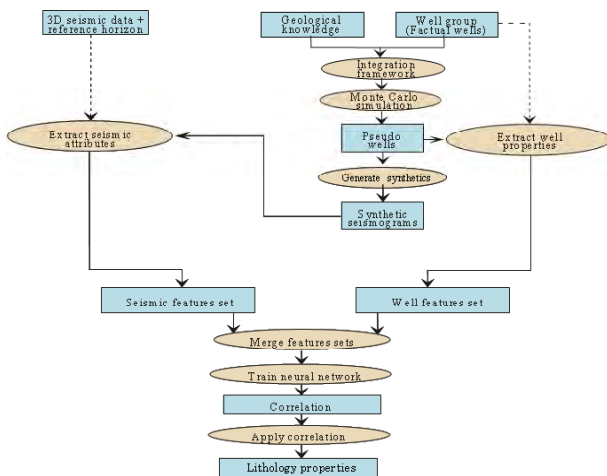 3D seismic data +
reference horizon
Geological
knowledge
Well group
(Factual wells)
Integration
framework
Monte Carlo
simulation
Extract seismic
attributes
Pseudo
wells
Extract well
properties
Generate synthetics
Synthetic
seismograms
Seismic features set
Well features set
Merge features sets
Train neural network
Correlation
Apply correlation
Lithology properties